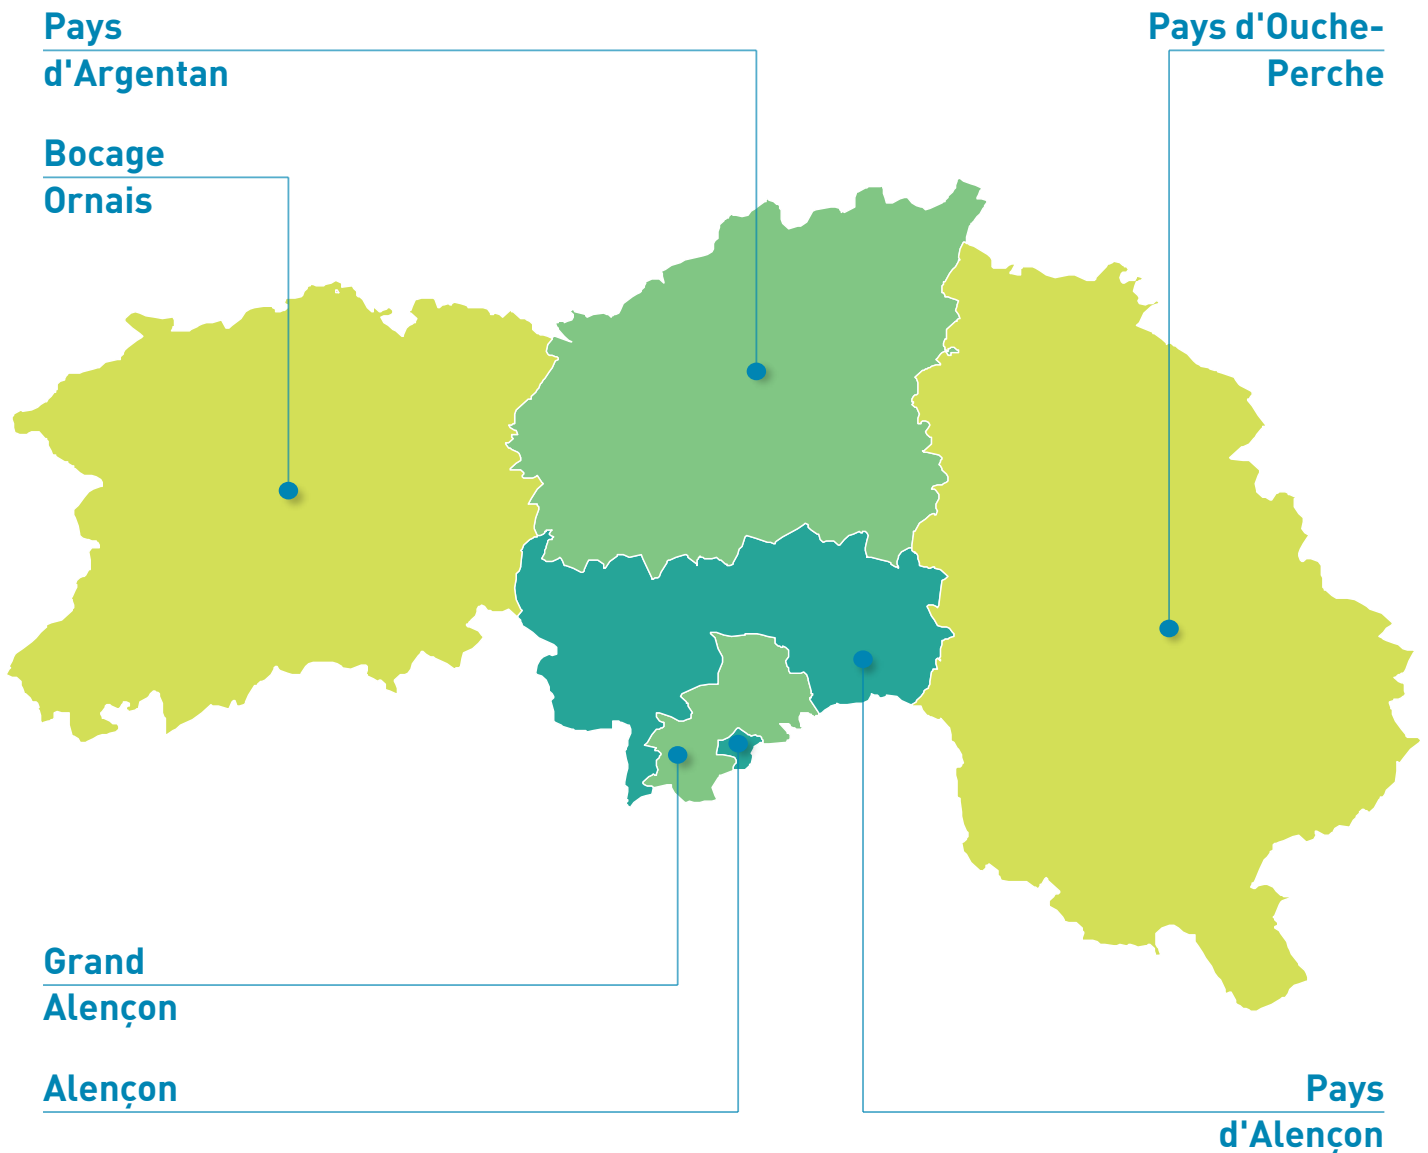 Pays
d'Argentan
Pays d'Ouche-
Perche
Bocage
Ornais
Grand
Alençon
Alençon
Pays
d'Alençon